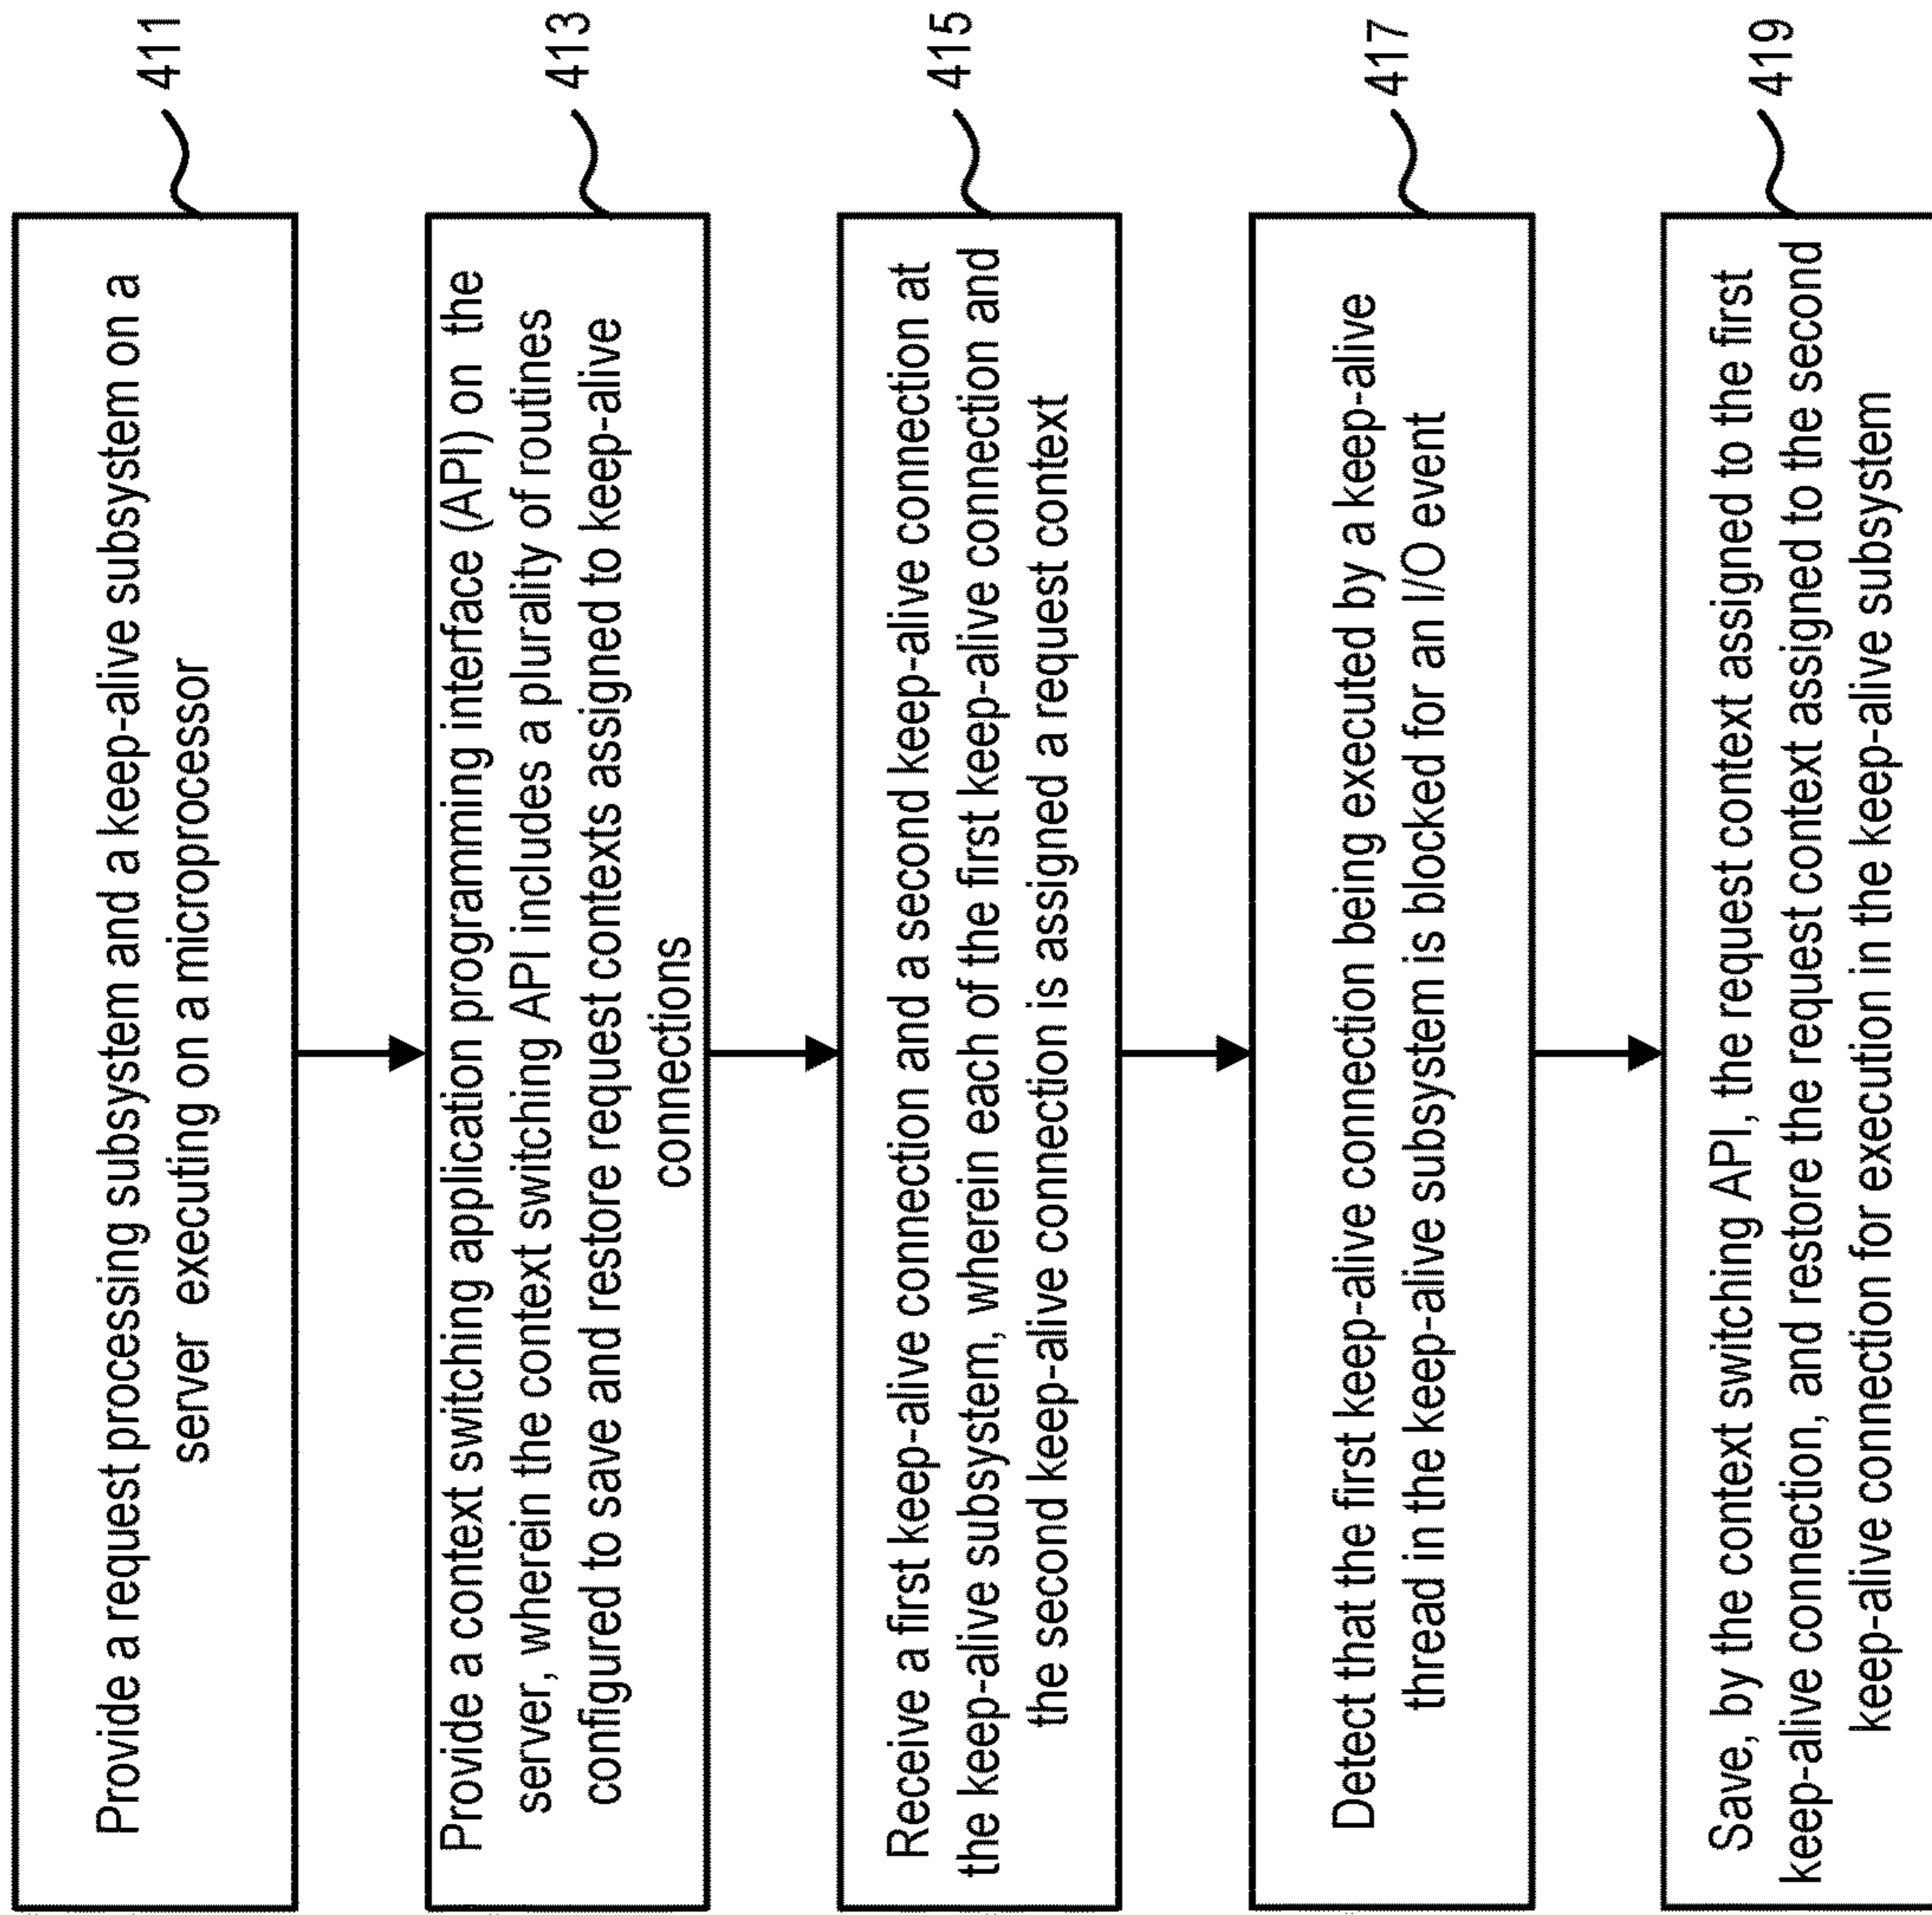 Provide a request processing subsystem and a keep-alive subsystem on a
server executing on a microprocessor
411
Provide a context switching application programming interface (API) on the
server, wherein the context switching API includes a plurality of routines
configured to save and restore request contexts assigned to keep-alive
connections
413
Receive a first keep-alive connection and a second keep-alive connection at
the keep-alive subsystem, wherein each of the first keep-alive connection and
the second keep-alive connection is assigned a request context
415
Detect that the first keep-alive connection being executed by a keep-alive
thread in the keep-alive subsystem is blocked for an I/O event
417
Save, by the context switching API, the request context assigned to the first
keep-alive connection, and restore the request context assigned to the second
keep-alive connection for execution in the keep-alive subsystem
419